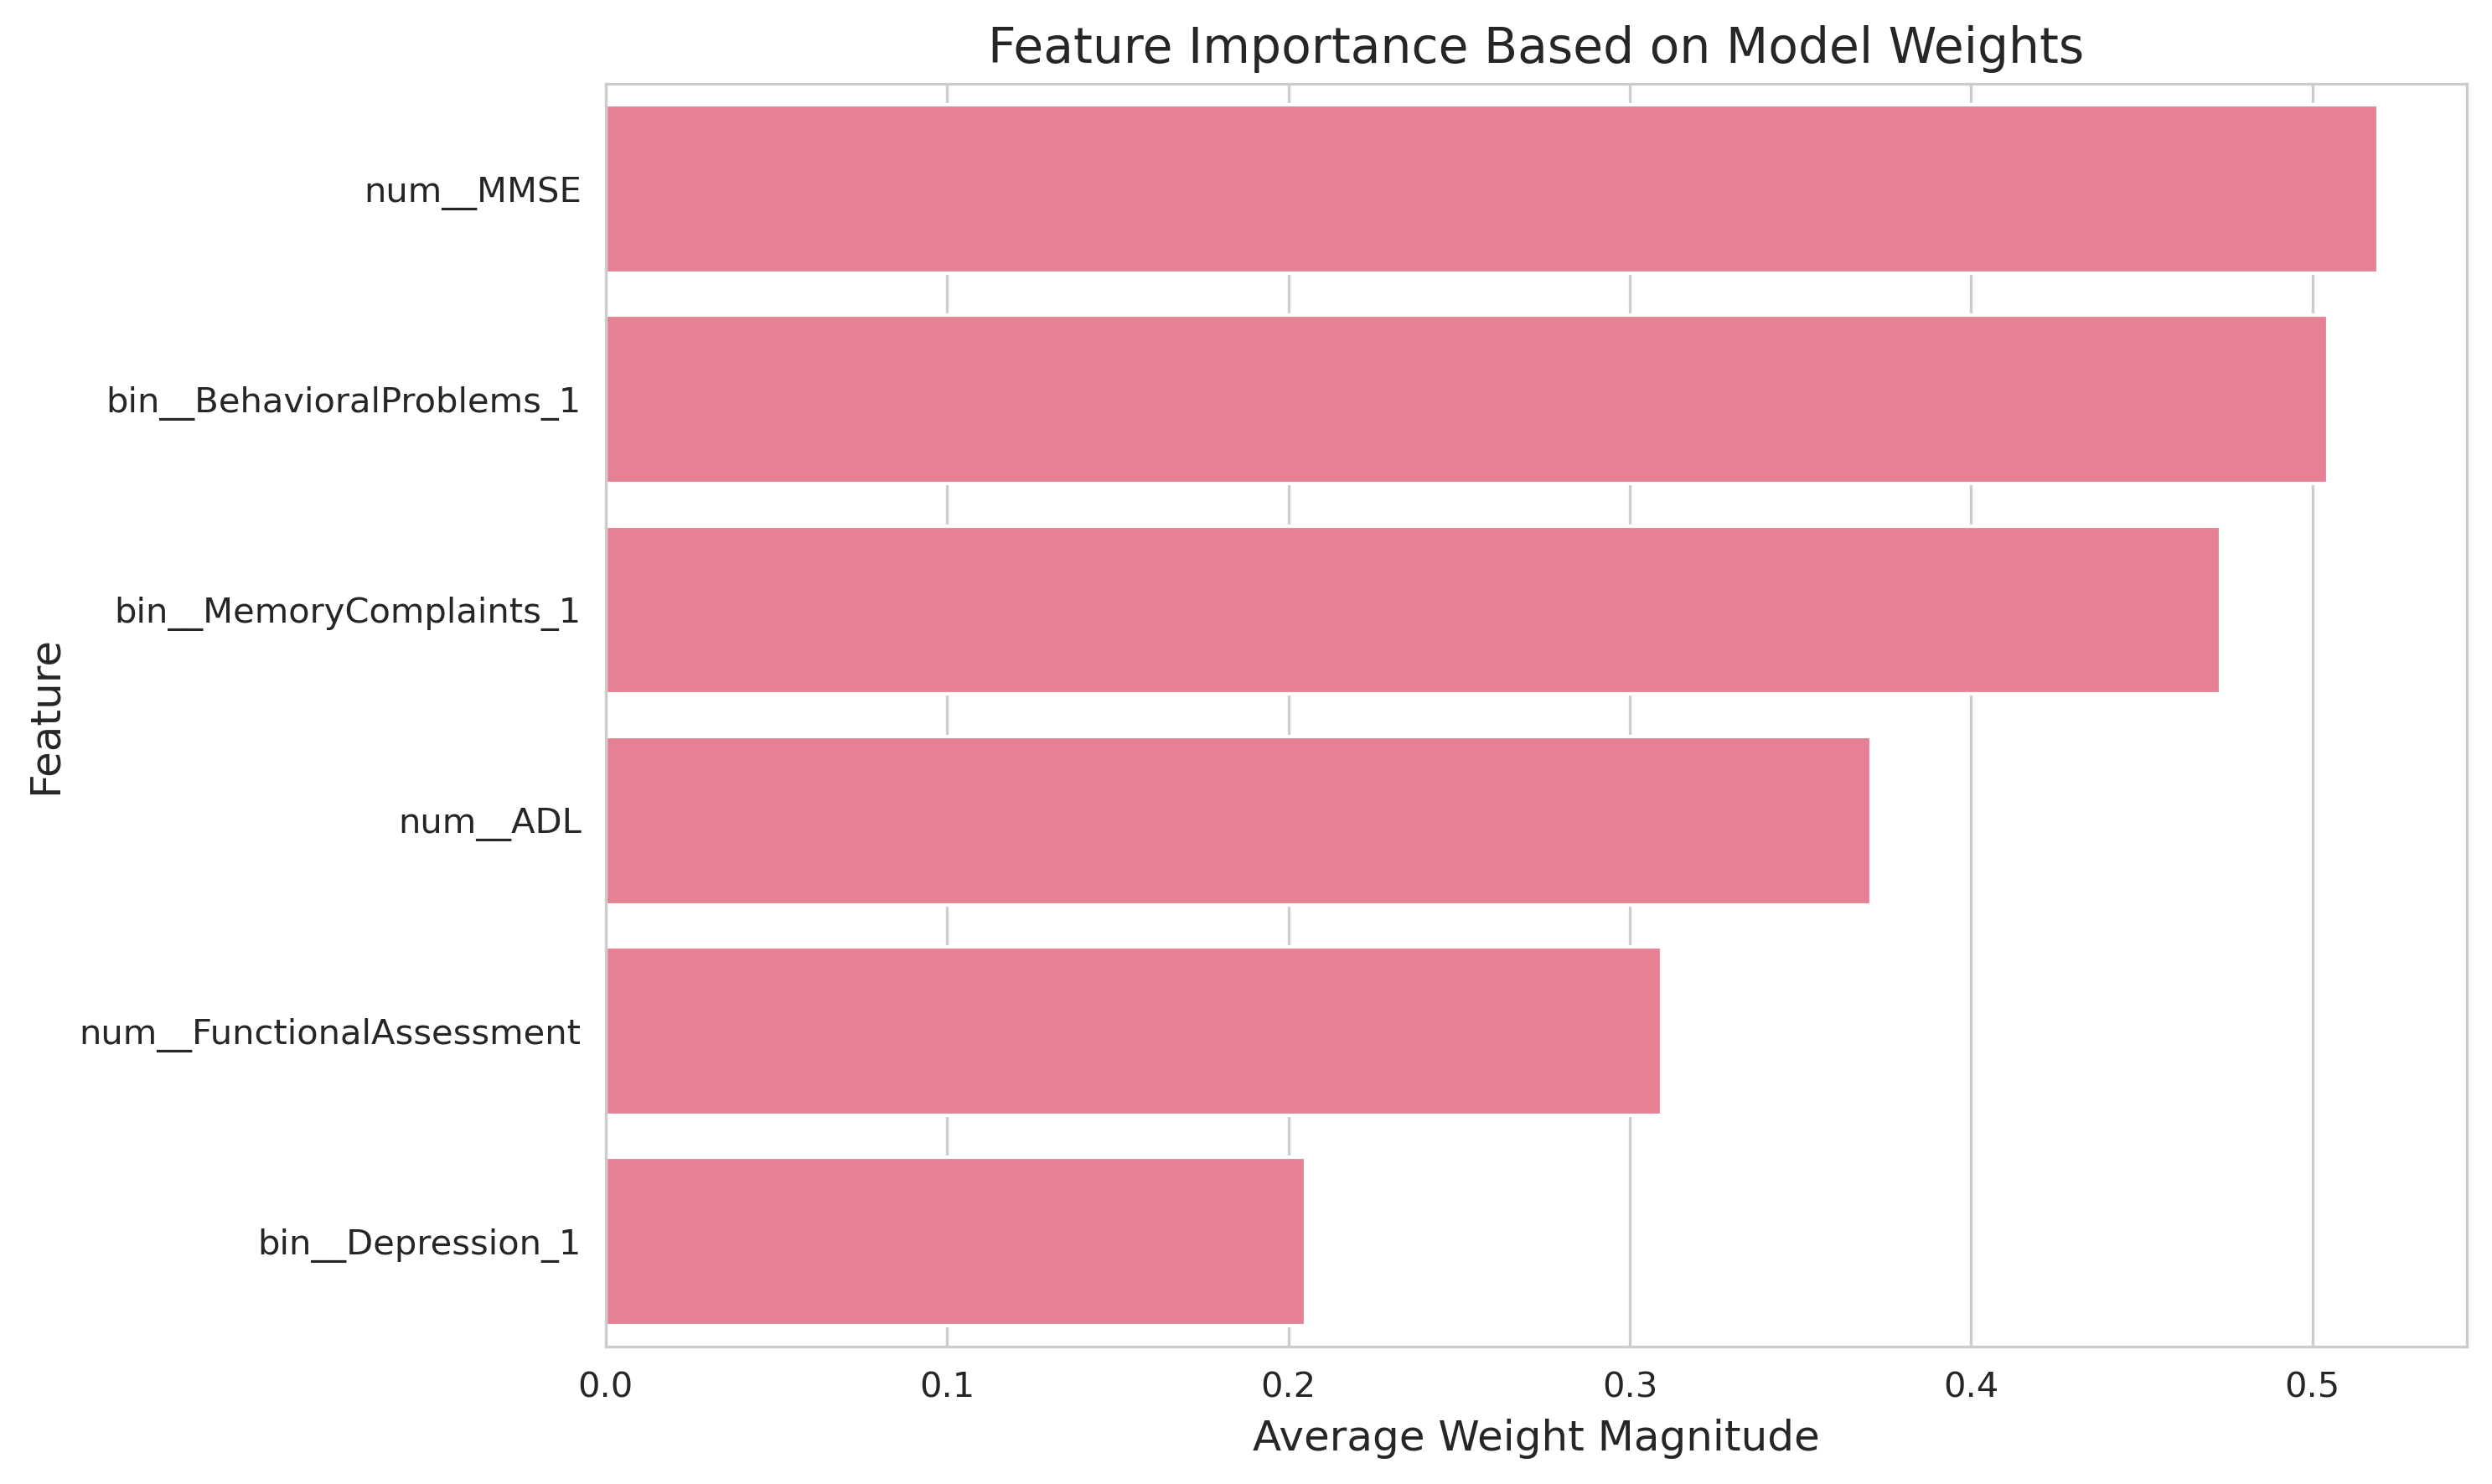 Feature Importance Based on Model Weights
num__MMSE
bin__BehavioralProblems_1
bin__MemoryComplaints_1
num__ADL
num__FunctionalAssessment
bin__Depression_1
Feature
0.0 0.1 0.2 0.3 0.4 0.5
Average Weight Magnitude